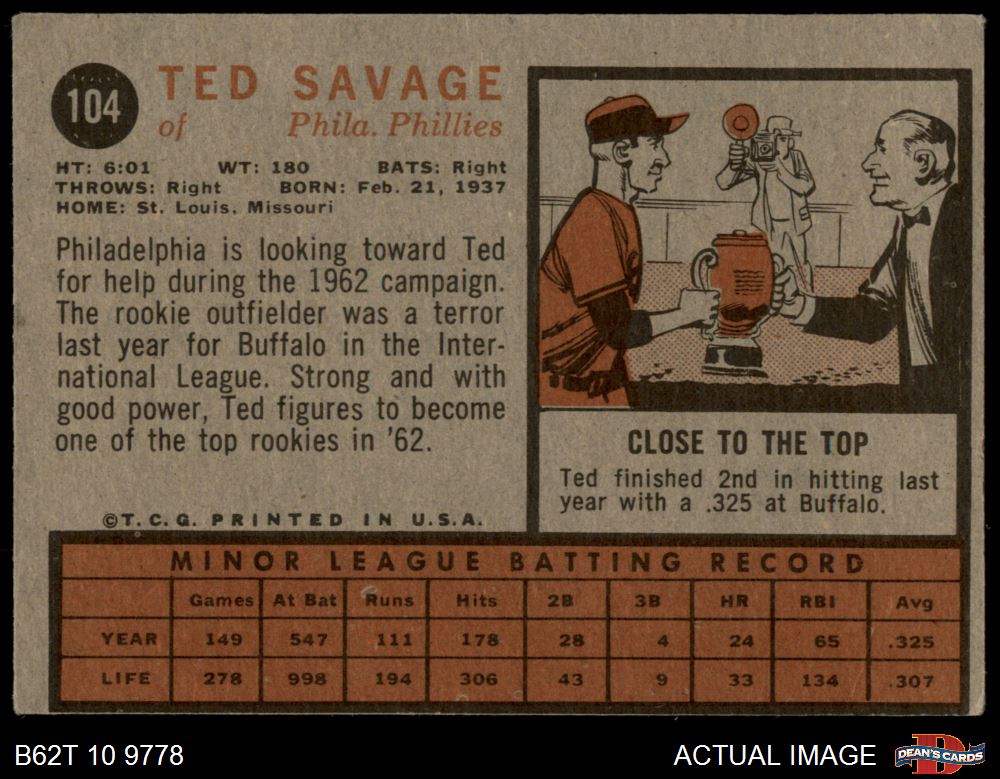 104
TED SAVAGE
of Phila. Phillies
HT: 6:01 WT: 180 BATS: Right
THROWS: Right BORN: Feb. 21, 1937
HOME: St. Louis, Missouri
Philadelphia is looking toward Ted
for help during the 1962 campaign.
The rookie outfielder was a terror
last year for Buffalo in the Inter-
national League. Strong and with
good power, Ted figures to become
one of the top rookies in '62.
©T.C.G. PRINTED IN U.S.A.
CLOSE TO THE TOP
Ted finished 2nd in hitting last
year with a .325 at Buffalo.
MINOR LEAGUE BATTING RECORD
Games At Bat Runs Hits 2B 3B HR RBI Avg
YEAR 149 547 111 178 28 4 24 65 .325
LIFE 278 998 194 306 43 9 33 134 .307
B62T 10 9778
ACTUAL IMAGE
DEAN'S CARDS